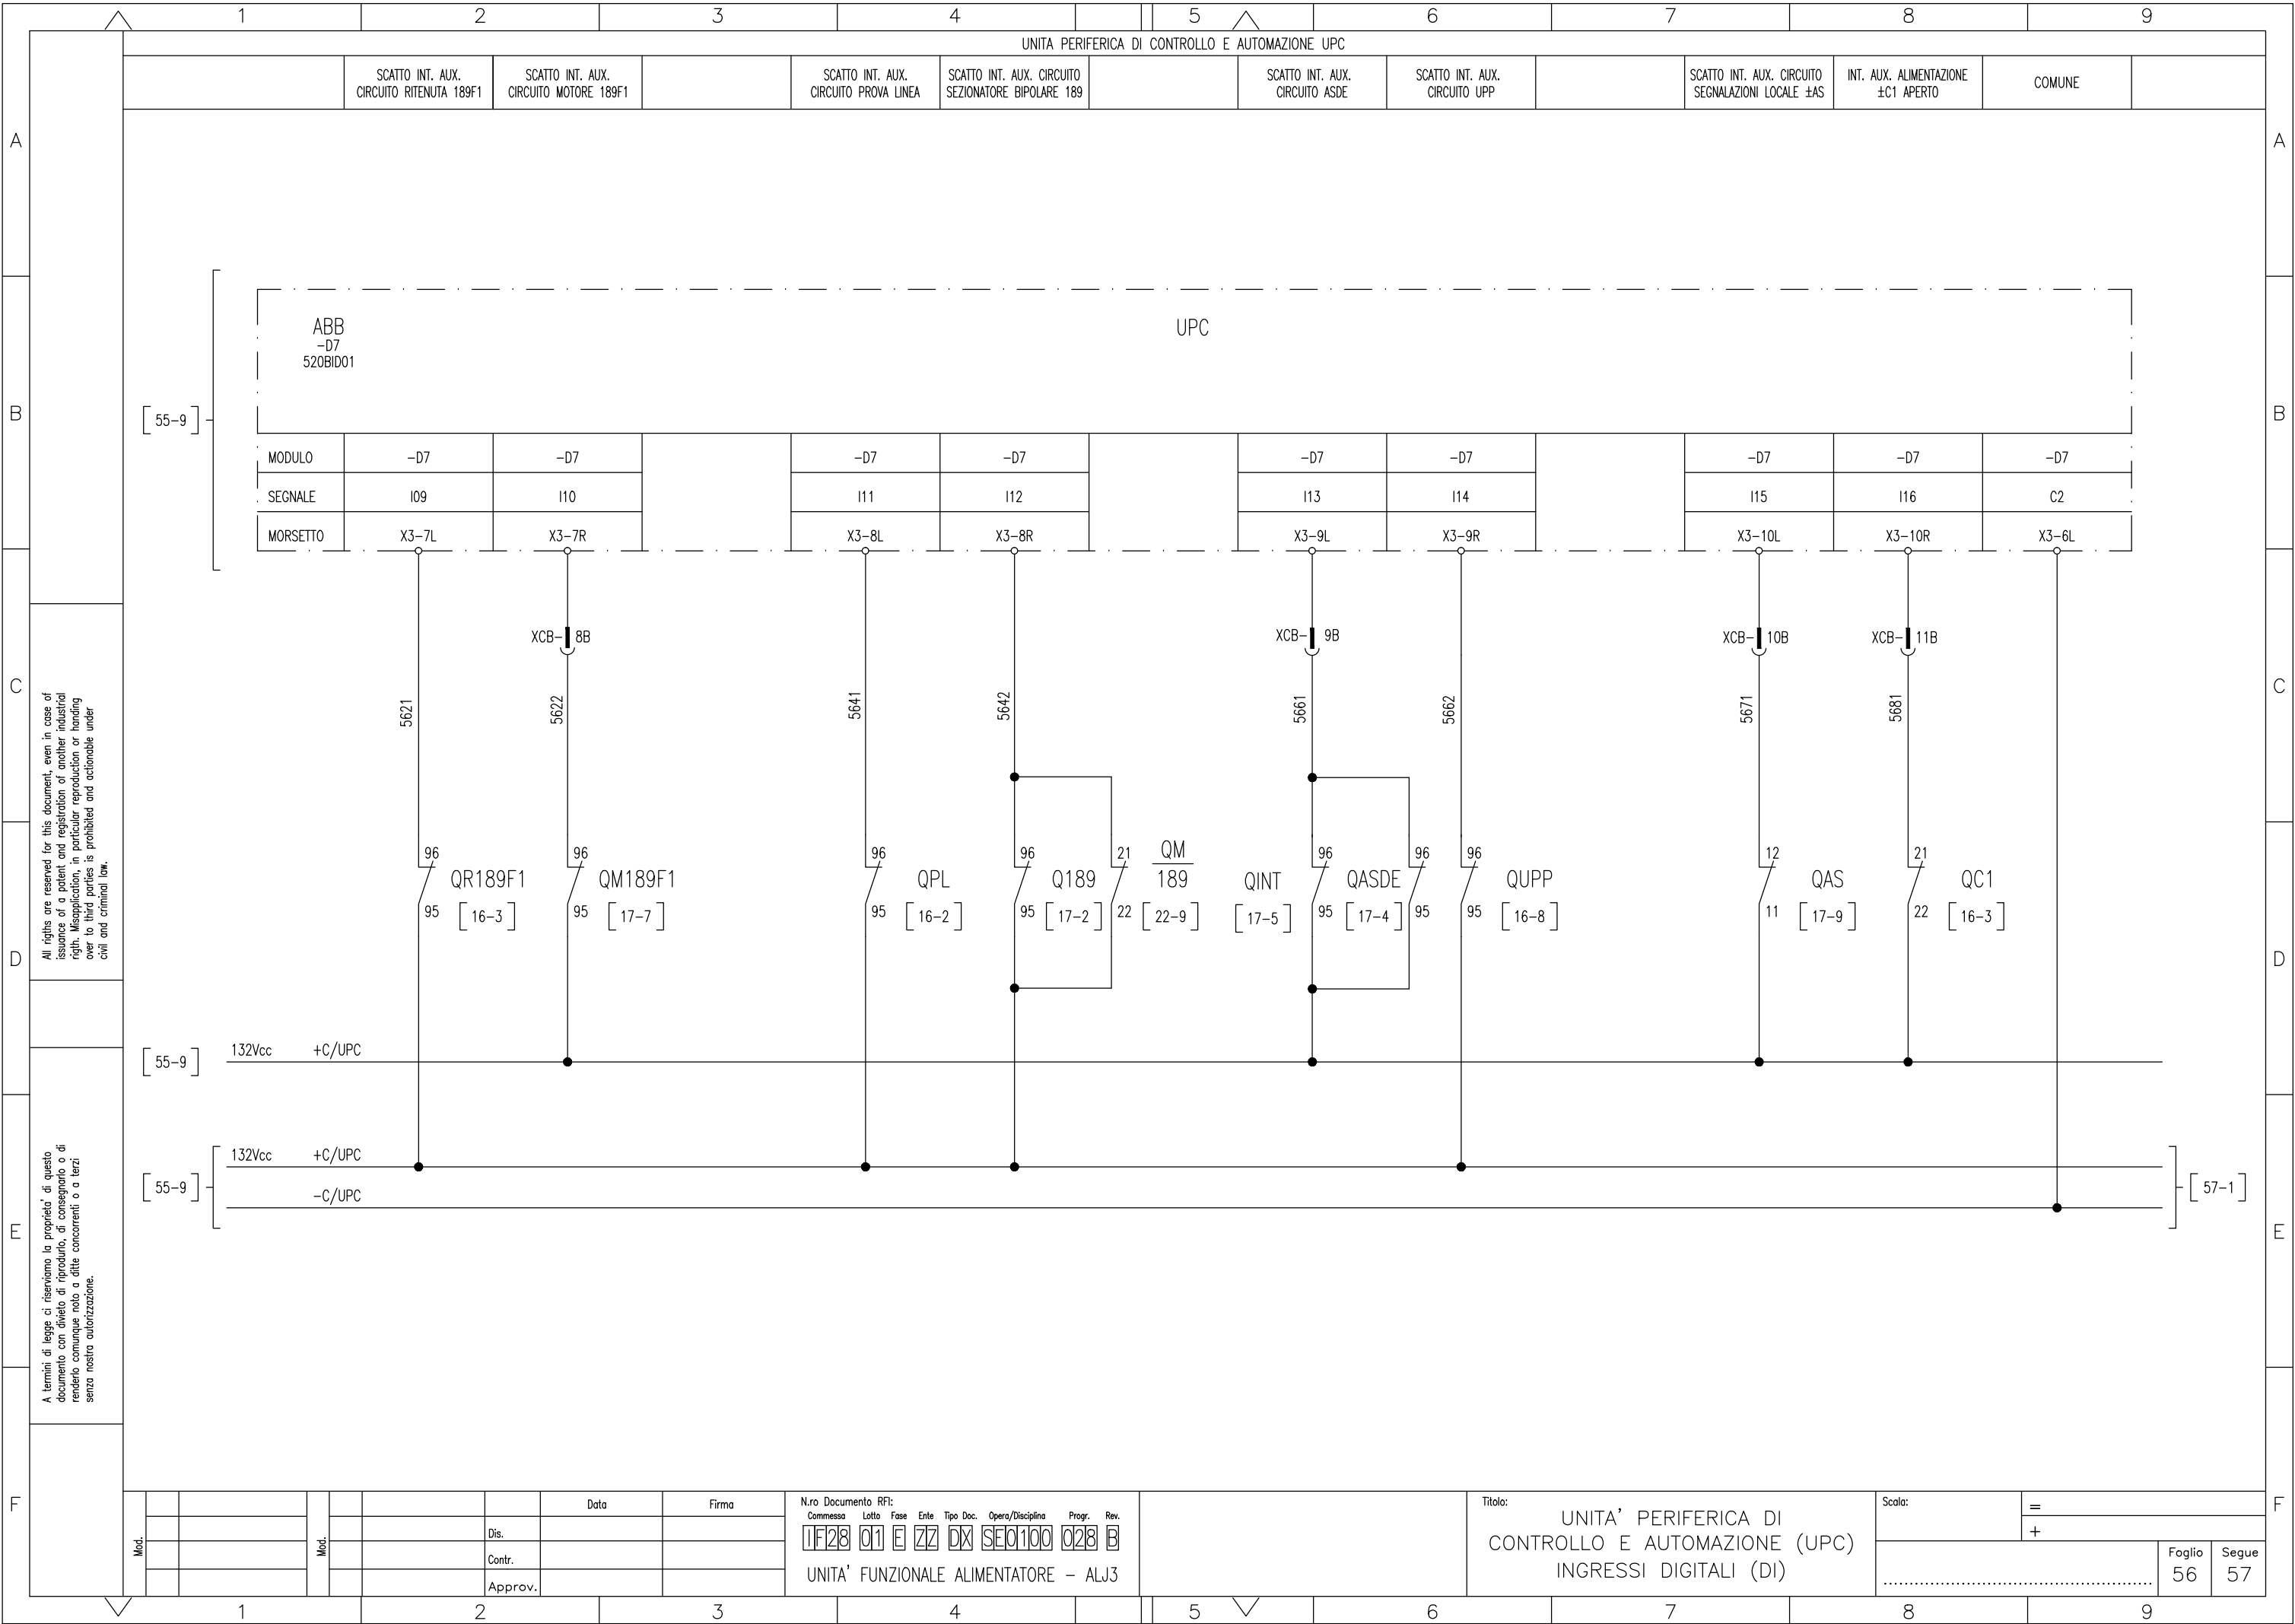 1 2 3 4 5 6 7 8 9
UNITA PERIFERICA DI CONTROLLO E AUTOMAZIONE UPC
SCATTO INT. AUX.
CIRCUITO RITENUTA 189F1
SCATTO INT. AUX.
CIRCUITO MOTORE 189F1
SCATTO INT. AUX.
CIRCUITO PROVA LINEA
SCATTO INT. AUX. CIRCUITO
SEZIONATORE BIPOLARE 189
SCATTO INT. AUX.
CIRCUITO ASDE
SCATTO INT. AUX.
CIRCUITO UPP
SCATTO INT. AUX. CIRCUITO
SEGNALAZIONI LOCALE ±AS
INT. AUX. ALIMENTAZIONE
±C1 APERTO
COMUNE
A A
ABB
-D7
520BID01
UPC
B B
55-9
MODULO -D7 -D7 -D7 -D7 -D7 -D7 -D7 -D7 -D7
SEGNALE I09 I10 I11 I12 I13 I14 I15 I16 C2
MORSETTO X3-7L X3-7R X3-8L X3-8R X3-9L X3-9R X3-10L X3-10R X3-6L
XCB- 8B XCB- 9B XCB- 10B XCB- 11B
C C
5621 5622 5641 5642 5661 5662 5671 5681
96 96 96 96 21 96 96 96 12 21
QR189F1 QM189F1 QPL Q189 QM
189 QINT QASDE QUPP QAS QC1
95 95 95 95 22 95 95 95 11 22
16-3 17-7 16-2 17-2 22-9 17-5 17-4 16-8 17-9 16-3
D D
55-9 132Vcc +C/UPC
132Vcc +C/UPC
55-9
-C/UPC
57-1
E E
All rigths are reserved for this document, even in case of
issuance of a patent and registration of another industrial
rigth. Misapplication, in particular reproduction or handing
over to third parties is prohibited and actionable under
civil and criminal law.
A termini di legge ci riserviamo la proprieta' di questo
documento con divieto di riprodurlo, di consegnarlo o di
renderlo comunque noto a ditte concorrenti o a terzi
senza nostra autorizzazione.
F F
Mod. Mod.
Data Firma
Dis.
Contr.
Approv.
N.ro Documento RFI:
Commessa Lotto Fase Ente Tipo Doc. Opera/Disciplina Progr. Rev.
IF28 01 E ZZ DX SE0100 028 B
UNITA' FUNZIONALE ALIMENTATORE - ALJ3
Titolo:
UNITA' PERIFERICA DI
CONTROLLO E AUTOMAZIONE (UPC)
INGRESSI DIGITALI (DI)
Scala:
=
+
Foglio Segue
56 57
1 2 3 4 5 6 7 8 9